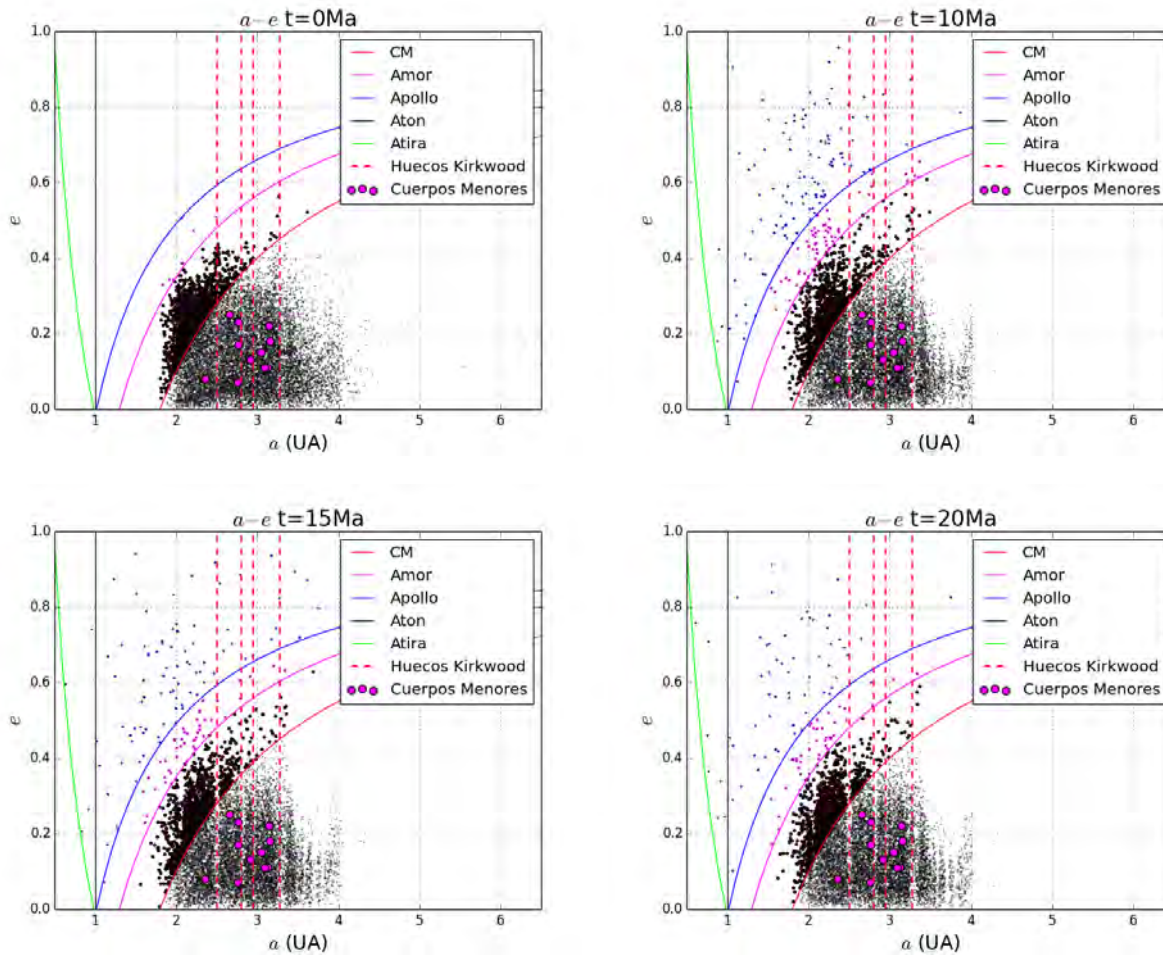 a−e t=0Ma
1.0
0.8
0.6
0.4
0.2
0.0
e
1 2 3 4 5 6
a (UA)
CM
Amor
Apollo
Aton
Atira
Huecos Kirkwood
Cuerpos Menores
a−e t=10Ma
1.0
0.8
0.6
0.4
0.2
0.0
e
1 2 3 4 5 6
a (UA)
CM
Amor
Apollo
Aton
Atira
Huecos Kirkwood
Cuerpos Menores
a−e t=15Ma
1.0
0.8
0.6
0.4
0.2
0.0
e
1 2 3 4 5 6
a (UA)
CM
Amor
Apollo
Aton
Atira
Huecos Kirkwood
Cuerpos Menores
a−e t=20Ma
1.0
0.8
0.6
0.4
0.2
0.0
e
1 2 3 4 5 6
a (UA)
CM
Amor
Apollo
Aton
Atira
Huecos Kirkwood
Cuerpos Menores